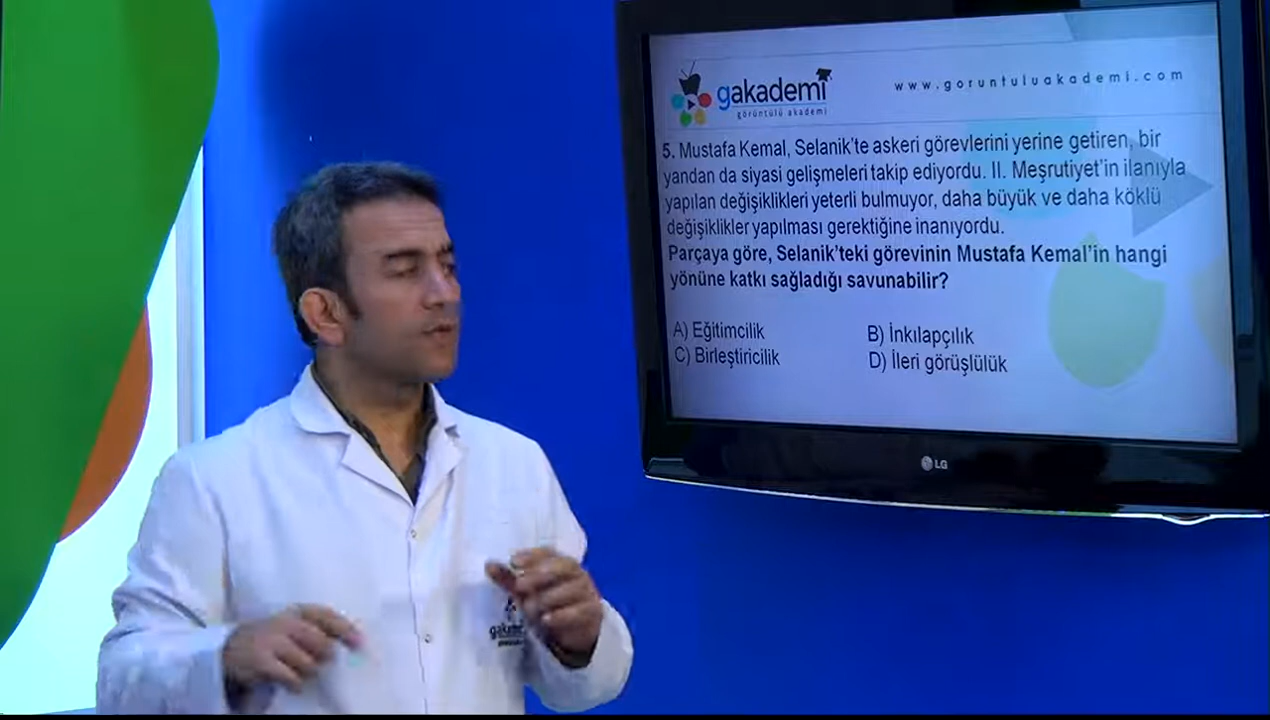 gakademi
görüntülü akademi
www.goruntuluakademi.com
5. Mustafa Kemal, Selanik'te askeri görevlerini yerine getiren, bir
yandan da siyasi gelişmeleri takip ediyordu. II. Meşrutiyet'in ilanıyla
yapılan değişiklikleri yeterli bulmuyor, daha büyük ve daha köklü
değişiklikler yapılması gerektiğine inanıyordu.
Parçaya göre, Selanik'teki görevinin Mustafa Kemal'in hangi
yönüne katkı sağladığı savunabilir?
A) Eğitimcilik B) İnkılapçılık
C) Birleştiricilik D) İleri görüşlülük
LG